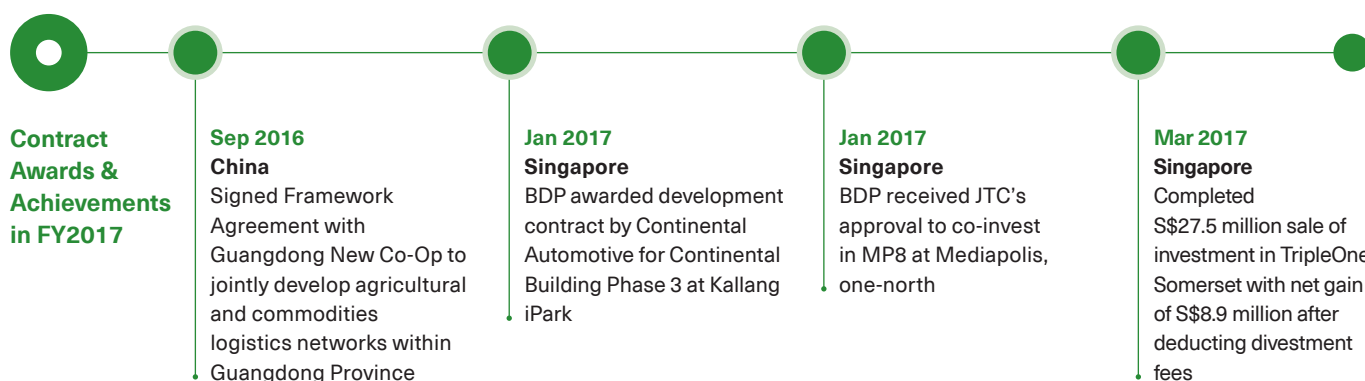 Contract
Awards &
Achievements
in FY2017
Sep 2016
China
Signed Framework
Agreement with
Guangdong New Co-Op to
jointly develop agricultural
and commodities
logistics networks within
Guangdong Province
Jan 2017
Singapore
BDP awarded development
contract by Continental
Automotive for Continental
Building Phase 3 at Kallang
iPark
Jan 2017
Singapore
BDP received JTC’s
approval to co-invest
in MP8 at Mediapolis,
one-north
Mar 2017
Singapore
Completed
S$27.5 million sale of
investment in TripleOne
Somerset with net gain
of S$8.9 million after
deducting divestment
fees